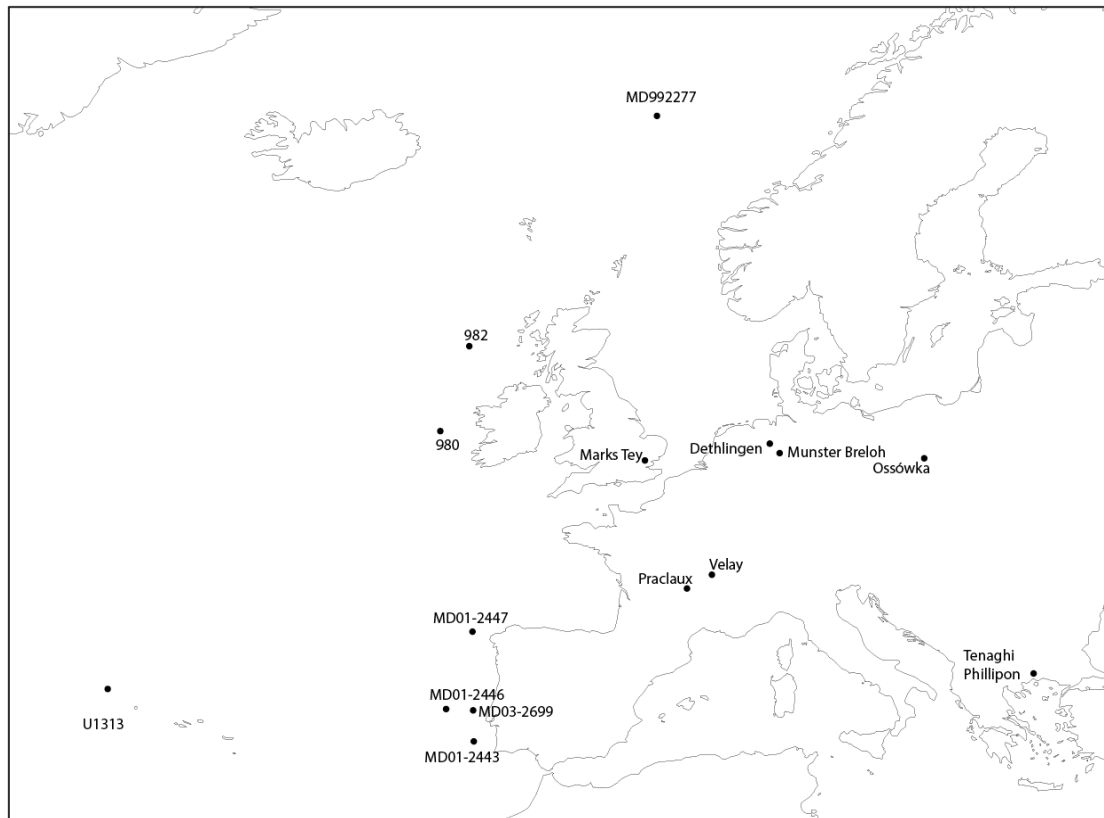 MD992277
982
980
Marks Tey
Dethlingen
Munster Breloh
Ossówka
Velay
Praclaux
MD01-2447
Tenaghi
Phillipon
MD01-2446
MD03-2699
U1313
MD01-2443